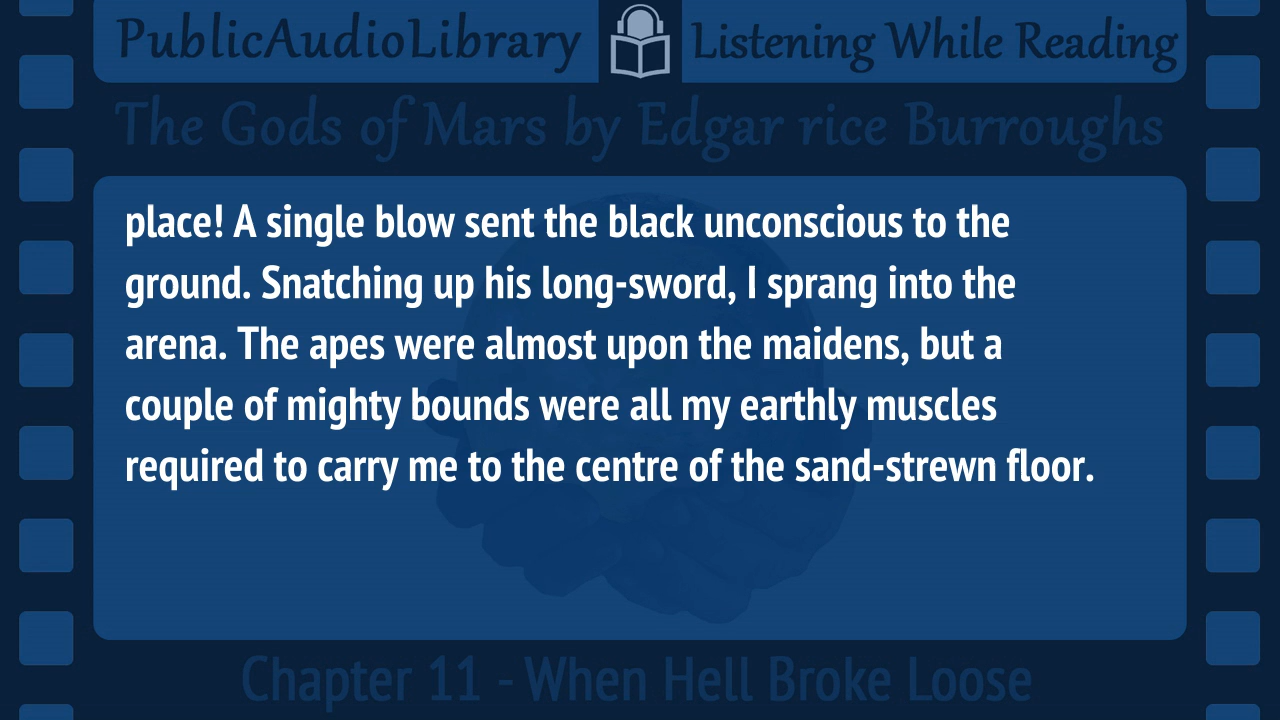 PublicAudioLibrary
Listening While Reading
The Gods of Mars by Edgar rice Burroughs
place! A single blow sent the black unconscious to the
ground. Snatching up his long-sword, I sprang into the
arena. The apes were almost upon the maidens, but a
couple of mighty bounds were all my earthly muscles
required to carry me to the centre of the sand-strewn floor.
Chapter 11 - When Hell Broke Loose